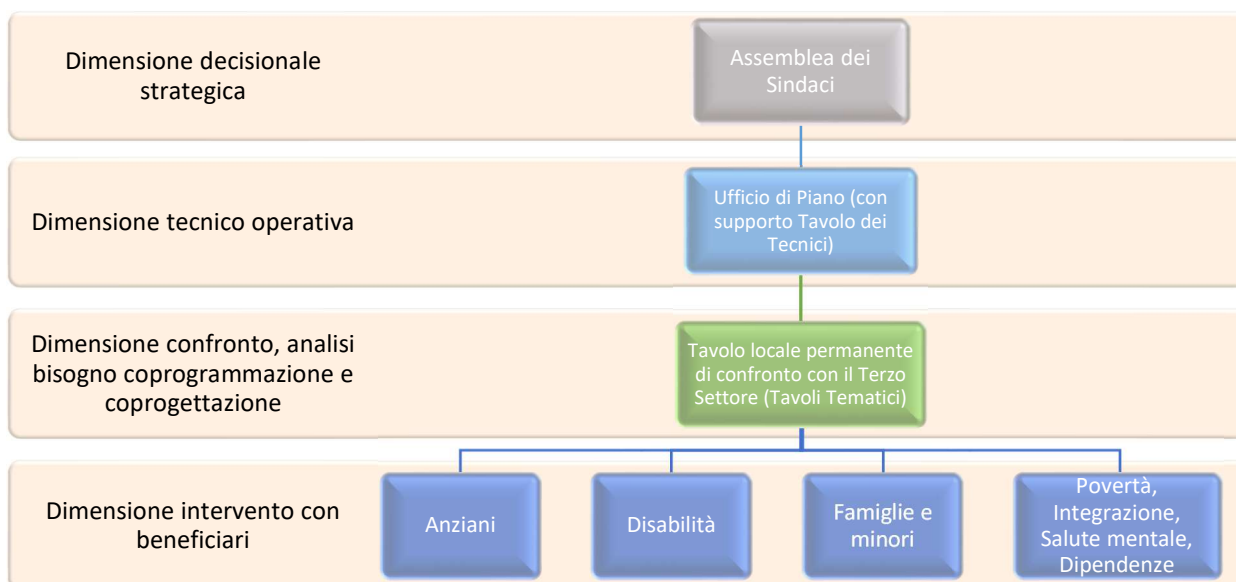 Dimensione decisionale
strategica
Assemblea dei
Sindaci
Dimensione tecnico operativa
Ufficio di Piano (con
supporto Tavolo dei
Tecnici)
Dimensione confronto, analisi
bisogno coprogrammazione e
coprogettazione
Tavolo locale permanente
di confronto con il Terzo
Settore (Tavoli Tematici)
Dimensione intervento con
beneficiari
Anziani
Disabilità
Famiglie e
minori
Povertà,
Integrazione,
Salute mentale,
Dipendenze